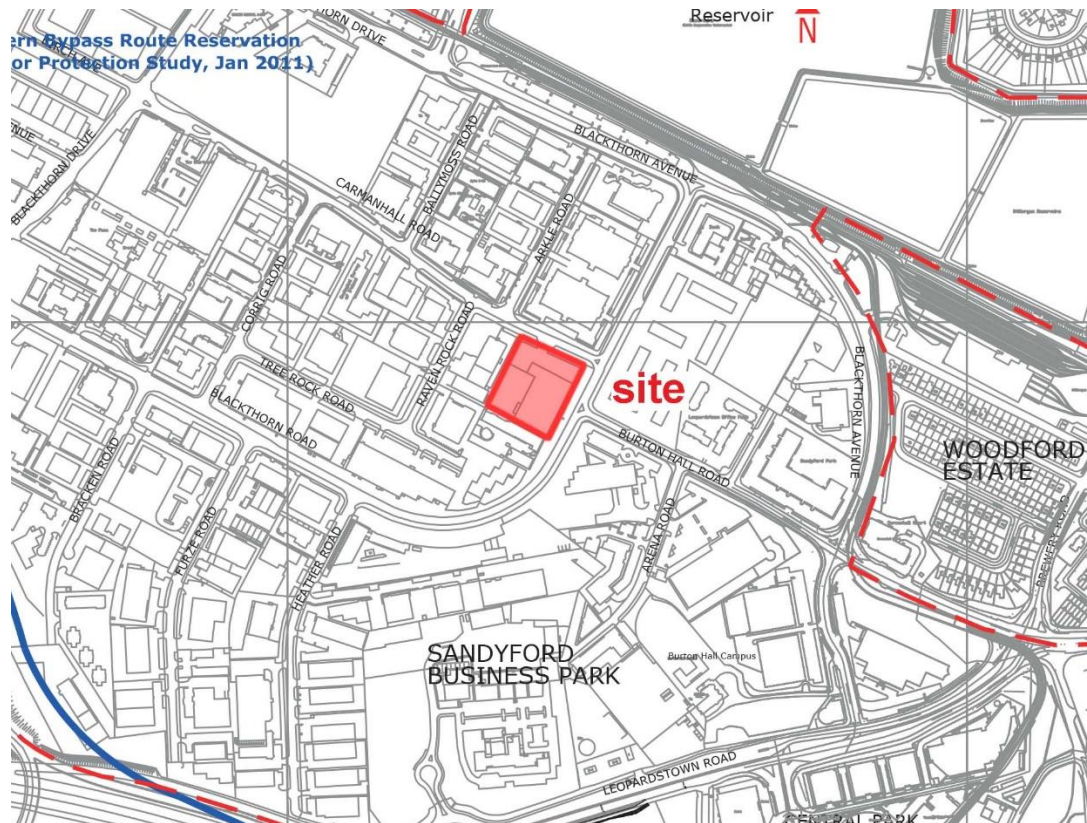 Reservoir
N
ern Bypass Route Reservation
or Protection Study, Jan 2011)
ORN DRIVE
BLACKTHORN DRIVE
BALLYMOSS ROAD
BLACKTHORN AVENUE
CARMANHALL ROAD
ARKLE ROAD
CORRIG ROAD
RAVEN ROCK ROAD
TREE ROCK ROAD
BLACKTHORN ROAD
site
BURTON HALL ROAD
BLACKTHORN AVENUE
WOODFORD
ESTATE
BRACKEN ROAD
FURZE ROAD
HEATHER ROAD
ARENA ROAD
BREWERY ROAD
SANDYFORD
BUSINESS PARK
Burton Hall Campus
LEOPARDSTOWN ROAD
CENTRAL PARK